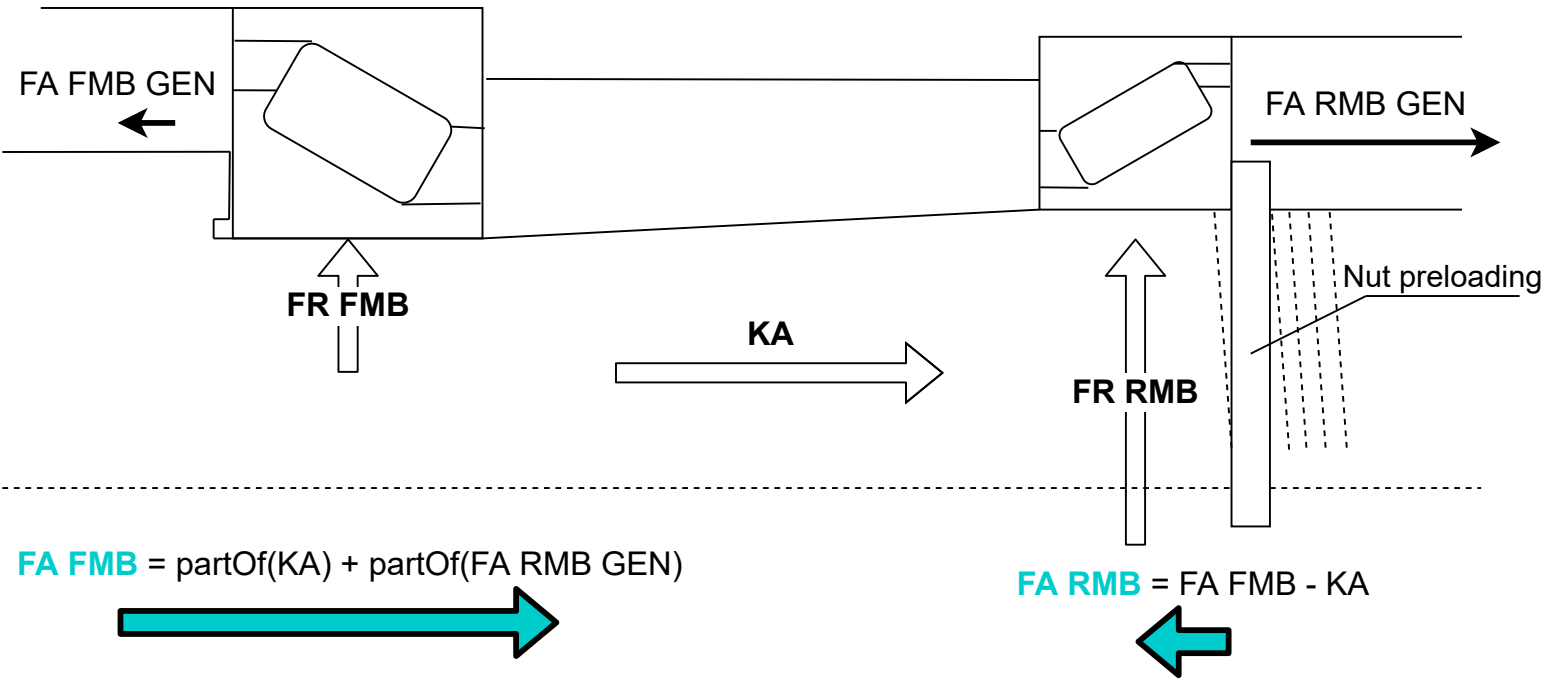 FA FMB GEN
FA RMB GEN
Nut preloading
FR FMB
KA
FR RMB
FA FMB = partOf(KA) + partOf(FA RMB GEN)
FA RMB = FA FMB - KA